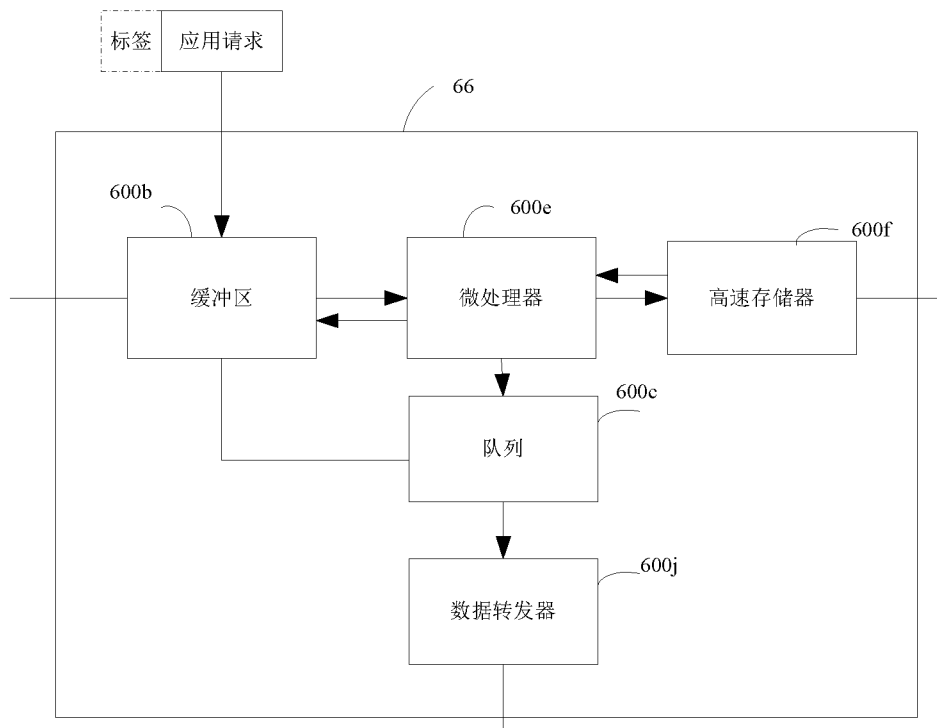 标签 应用请求
66
600b
600e
600f
缓冲区
微处理器
高速存储器
600c
队列
600j
数据转发器